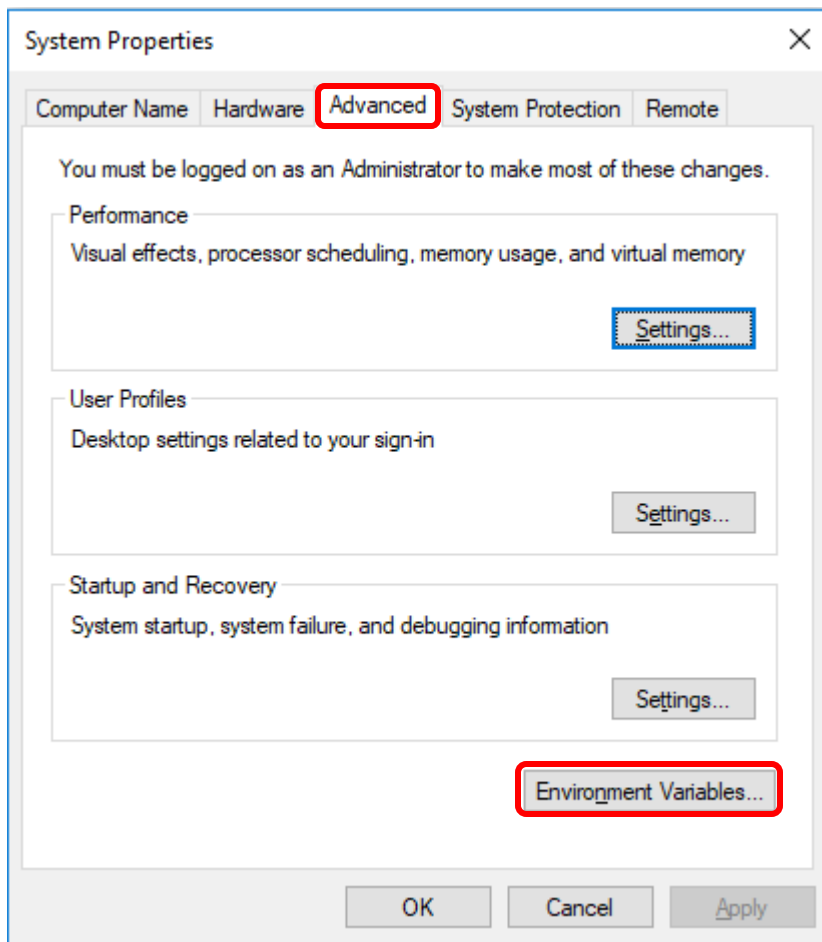 System Properties
Computer Name Hardware Advanced System Protection Remote
You must be logged on as an Administrator to make most of these changes.
Performance
Visual effects, processor scheduling, memory usage, and virtual memory
Settings...
User Profiles
Desktop settings related to your sign-in
Settings...
Startup and Recovery
System startup, system failure, and debugging information
Settings...
Environment Variables...
OK Cancel Apply